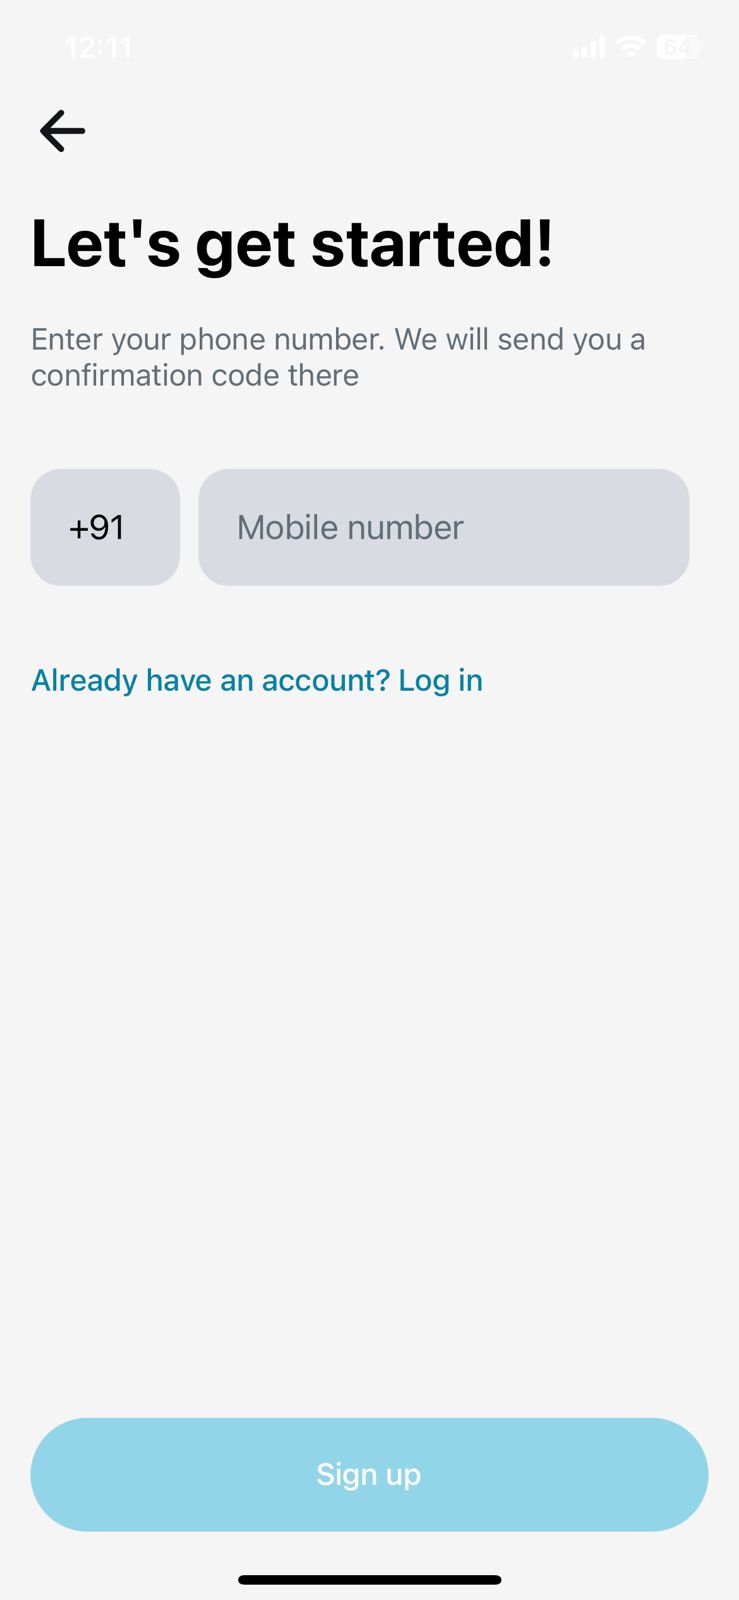 12:11
64
Let's get started!
Enter your phone number. We will send you a
confirmation code there
+91
Mobile number
Already have an account? Log in
Sign up